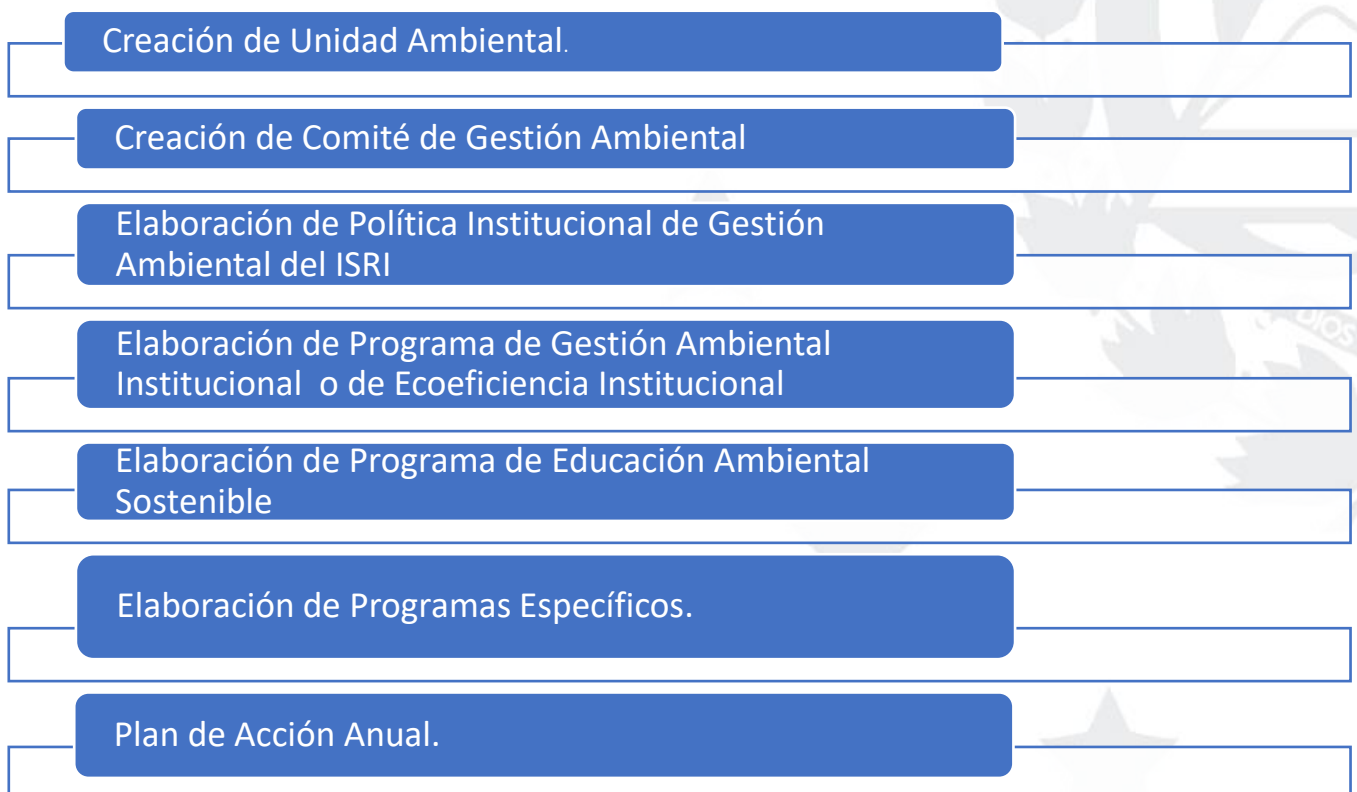 Creación de Unidad Ambiental.
Creación de Comité de Gestión Ambiental
Elaboración de Política Institucional de Gestión
Ambiental del ISRI
Elaboración de Programa de Gestión Ambiental
Institucional  o de Ecoeficiencia Institucional
Elaboración de Programa de Educación Ambiental
Sostenible
Elaboración de Programas Específicos.
Plan de Acción Anual.
DIOS